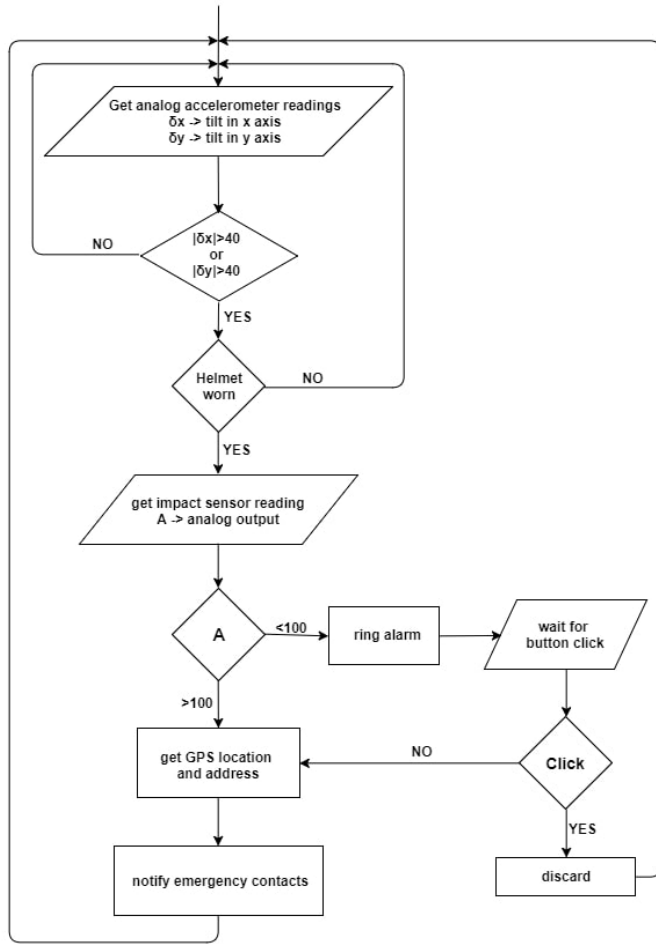 Get analog accelerometer readings
δx -> tilt in x axis
δy -> tilt in y axis
|δx|>40
or
|δy|>40
NO
YES
Helmet
worn
NO
YES
get impact sensor reading
A -> analog output
A
<100
ring alarm
wait for
button click
>100
get GPS location
and address
NO
Click
YES
notify emergency contacts
discard